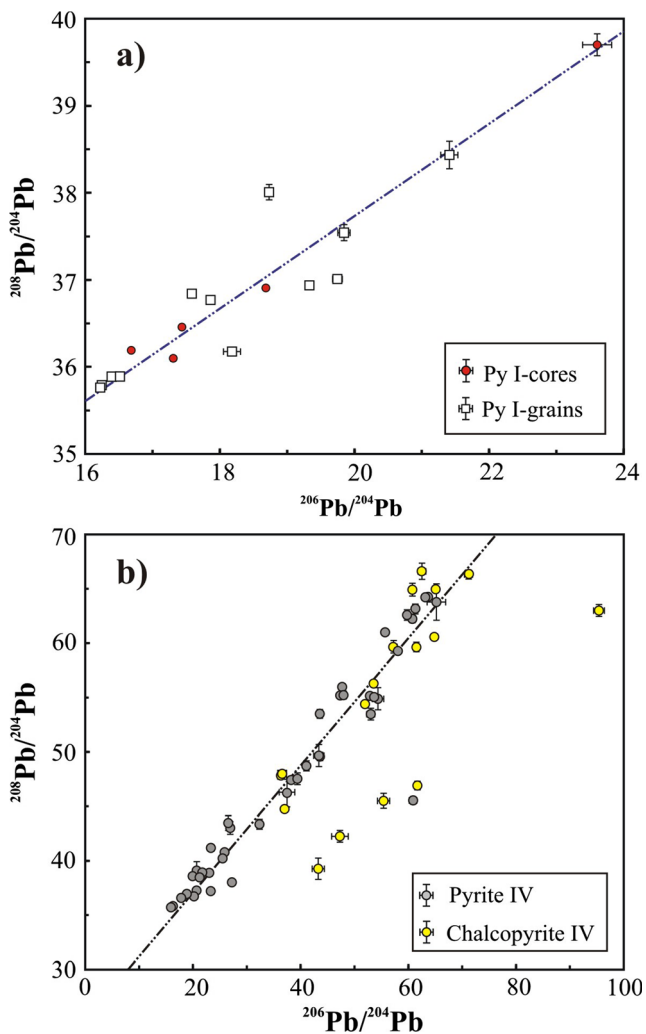 a)
40
39
38
37
36
35
²⁰⁸Pb/²⁰⁴Pb
16 18 20 22 24
²⁰⁶Pb/²⁰⁴Pb
Py I-cores
Py I-grains
b)
70
60
50
40
30
²⁰⁸Pb/²⁰⁴Pb
0 20 40 60 80 100
²⁰⁶Pb/²⁰⁴Pb
Pyrite IV
Chalcopyrite IV